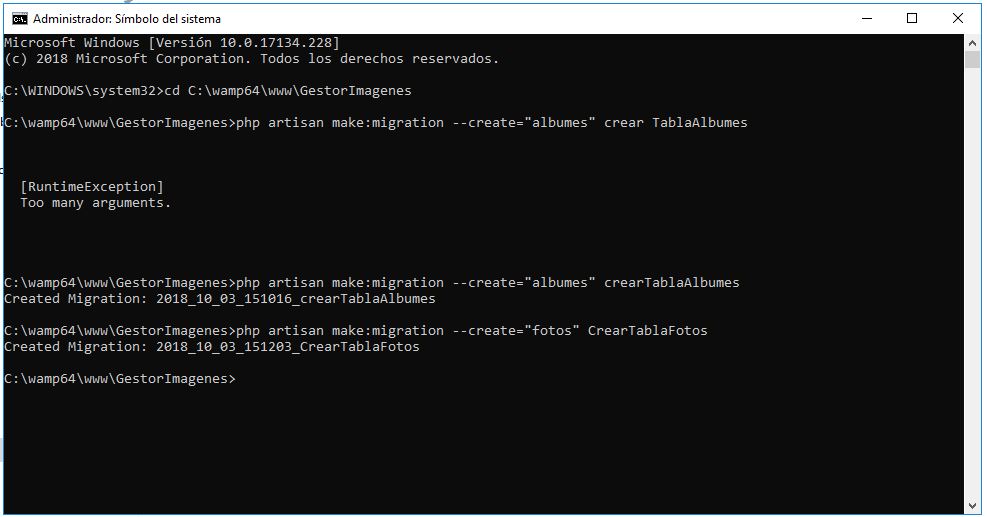 Administrador: Símbolo del sistema
Microsoft Windows [Versión 10.0.17134.228]
(c) 2018 Microsoft Corporation. Todos los derechos reservados.
C:\WINDOWS\system32>cd C:\wamp64\www\GestorImagenes
C:\wamp64\www\GestorImagenes>php artisan make:migration --create="albumes" crear TablaAlbumes
[RuntimeException]
Too many arguments.
C:\wamp64\www\GestorImagenes>php artisan make:migration --create="albumes" crearTablaAlbumes
Created Migration: 2018_10_03_151016_crearTablaAlbumes
C:\wamp64\www\GestorImagenes>php artisan make:migration --create="fotos" CrearTablaFotos
Created Migration: 2018_10_03_151203_CrearTablaFotos
C:\wamp64\www\GestorImagenes>